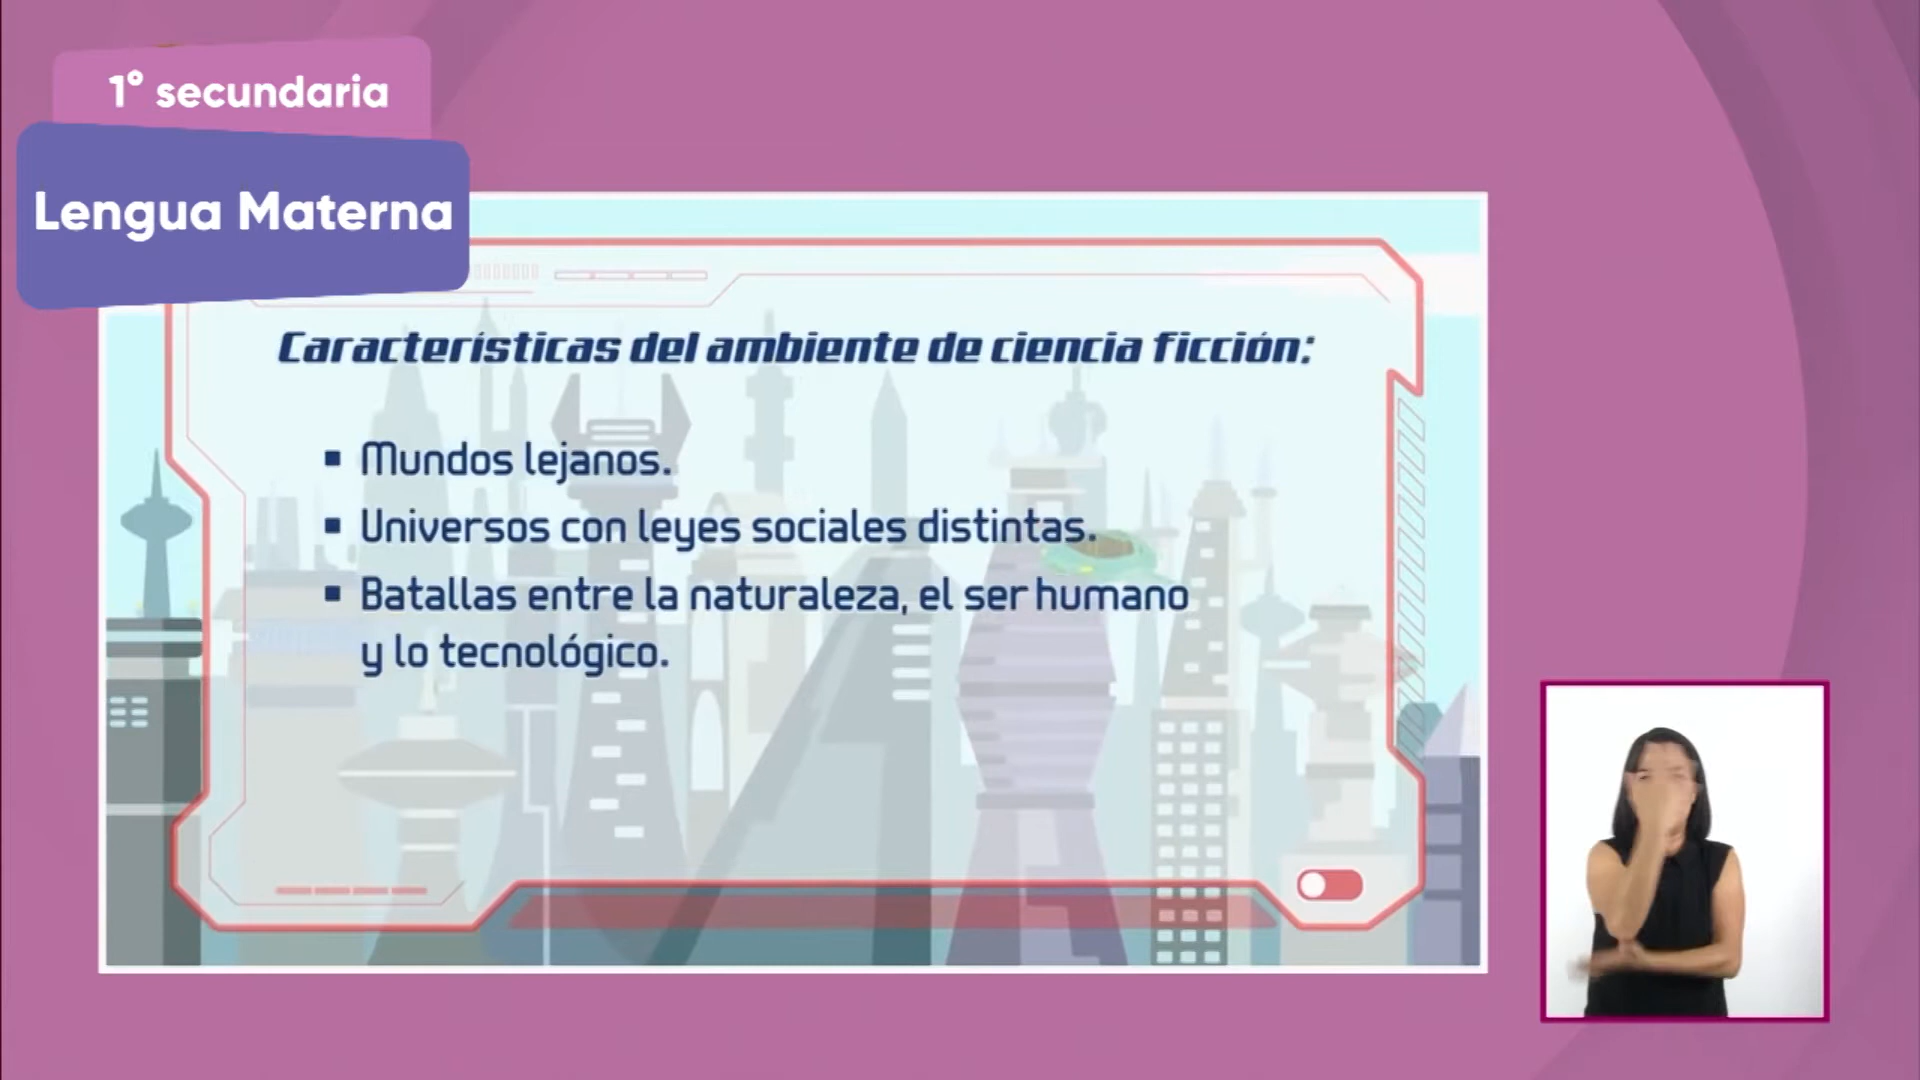 1° secundaria
Lengua Materna
Características del ambiente de ciencia ficción:
▪ Mundos lejanos.
▪ Universos con leyes sociales distintas.
▪ Batallas entre la naturaleza, el ser humano
y lo tecnológico.